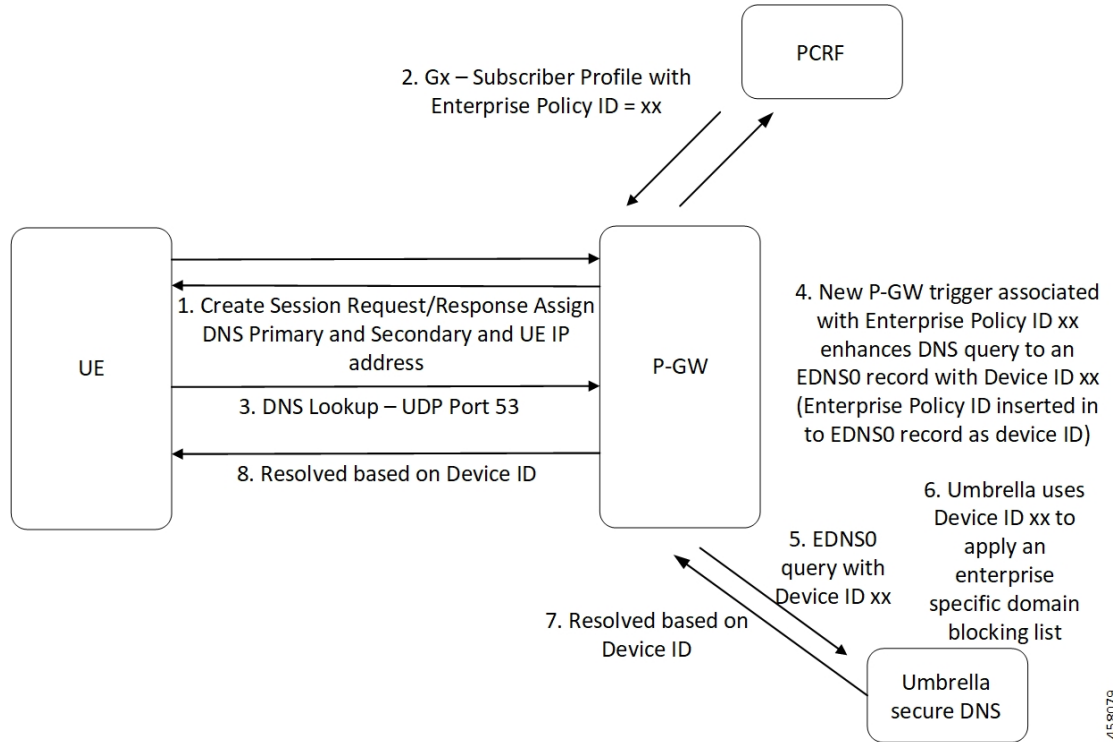 PCRF
2. Gx – Subscriber Profile with
Enterprise Policy ID = xx
UE
1. Create Session Request/Response Assign
DNS Primary and Secondary and UE IP
address
3. DNS Lookup – UDP Port 53
8. Resolved based on Device ID
P-GW
4. New P-GW trigger associated
with Enterprise Policy ID xx
enhances DNS query to an
EDNS0 record with Device ID xx
(Enterprise Policy ID inserted in
to EDNS0 record as device ID)
5. EDNS0
query with
Device ID xx
6. Umbrella uses
Device ID xx to
apply an
enterprise
specific domain
blocking list
7. Resolved based on
Device ID
Umbrella
secure DNS
458079